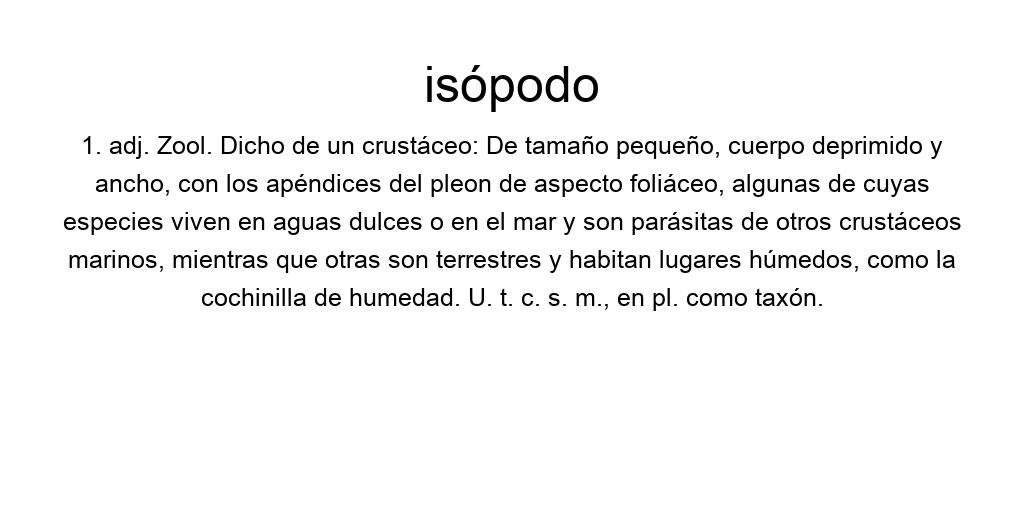 isópodo
1. adj. Zool. Dicho de un crustáceo: De tamaño pequeño, cuerpo deprimido y
ancho, con los apéndices del pleon de aspecto foliáceo, algunas de cuyas
especies viven en aguas dulces o en el mar y son parásitas de otros crustáceos
marinos, mientras que otras son terrestres y habitan lugares húmedos, como la
cochinilla de humedad. U. t. c. s. m., en pl. como taxón.